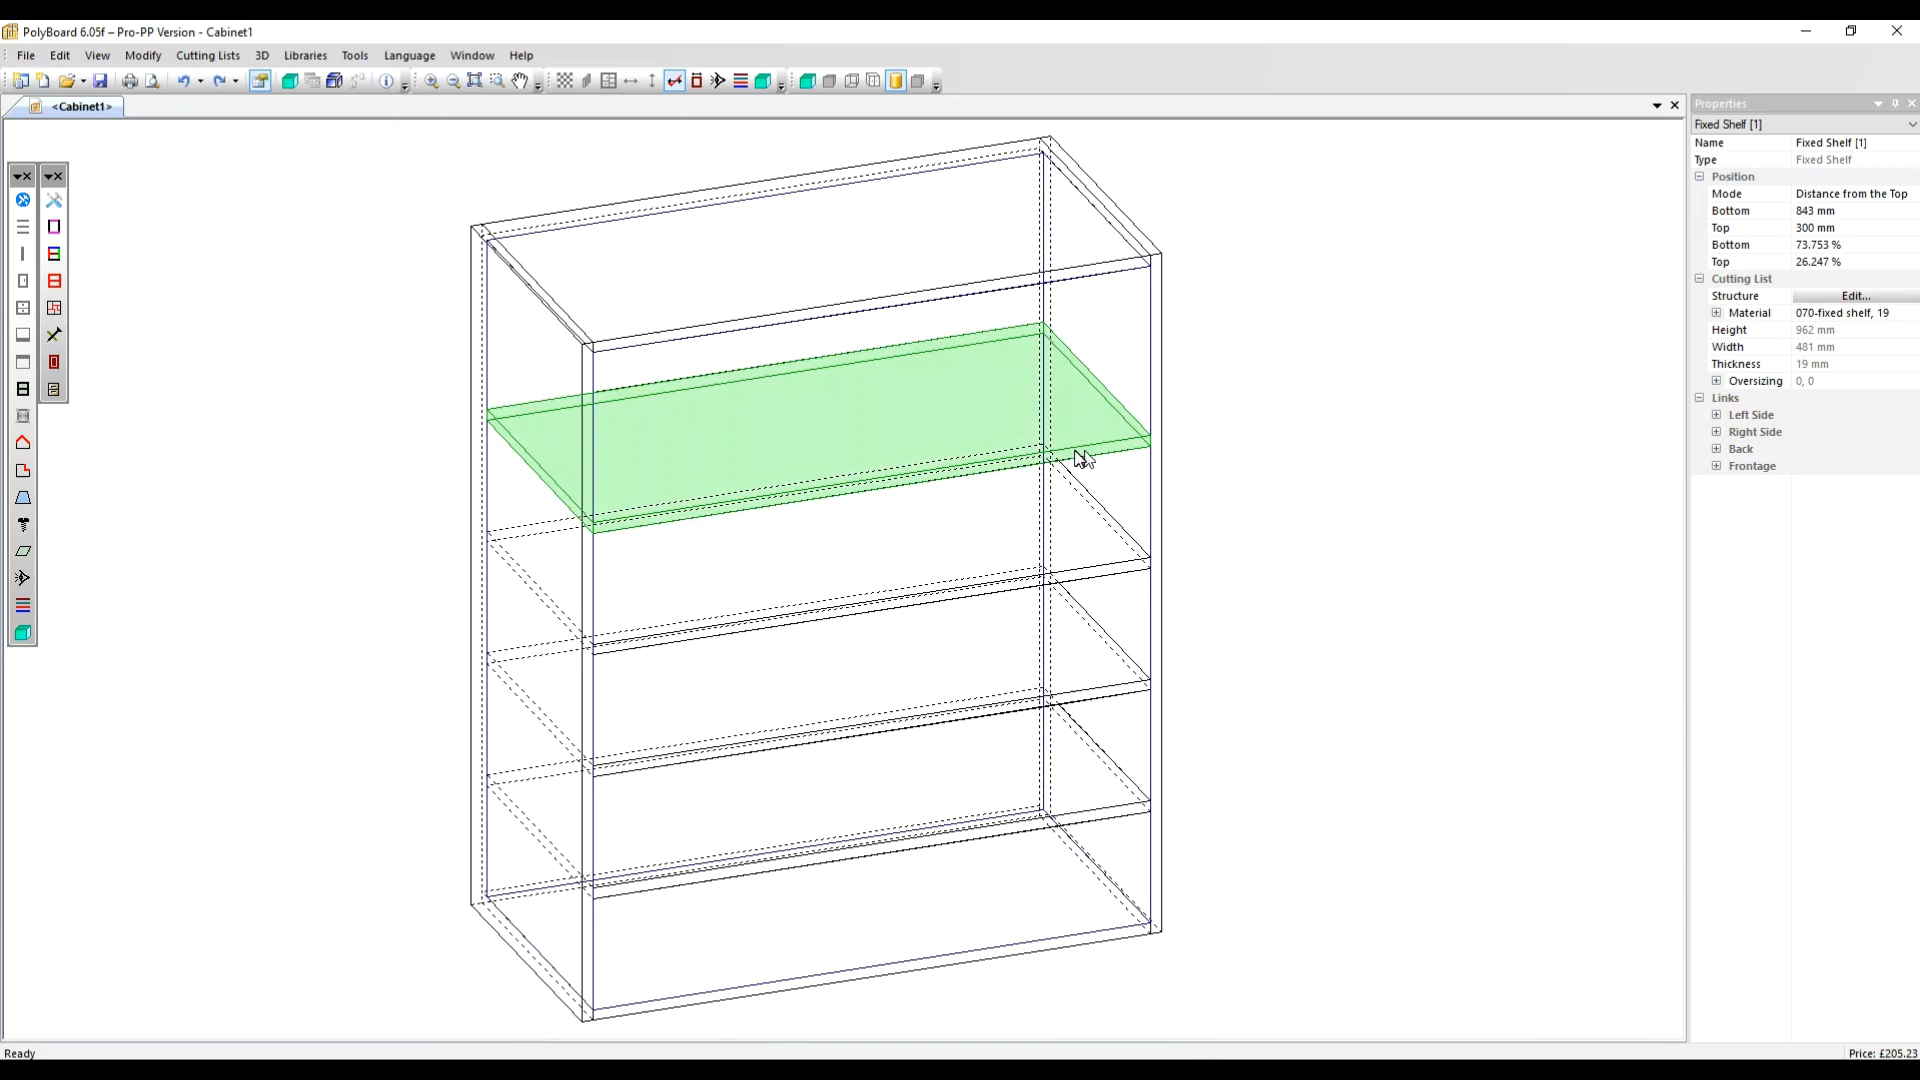 PolyBoard 6.05f – Pro-PP Version - Cabinet1
File Edit View Modify Cutting Lists 3D Libraries Tools Language Window Help
<Cabinet1>
Properties
Fixed Shelf [1]
Name Fixed Shelf [1]
Type Fixed Shelf
Position
Mode Distance from the Top
Bottom 843 mm
Top 300 mm
Bottom 73.753 %
Top 26.247 %
Cutting List
Structure Edit...
Material 070-fixed shelf, 19
Height 962 mm
Width 481 mm
Thickness 19 mm
Oversizing 0, 0
Links
Left Side
Right Side
Back
Frontage
Ready
Price: £205.23